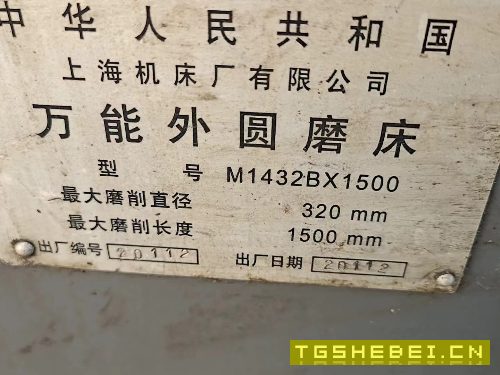 中华人民共和国
上海机床厂有限公司
万能外圆磨床
型 号 M1432BX1500
最大磨削直径 320 mm
最大磨削长度 1500 mm
出厂编号 20112 出厂日期 20112
TGSHEBEI.CN